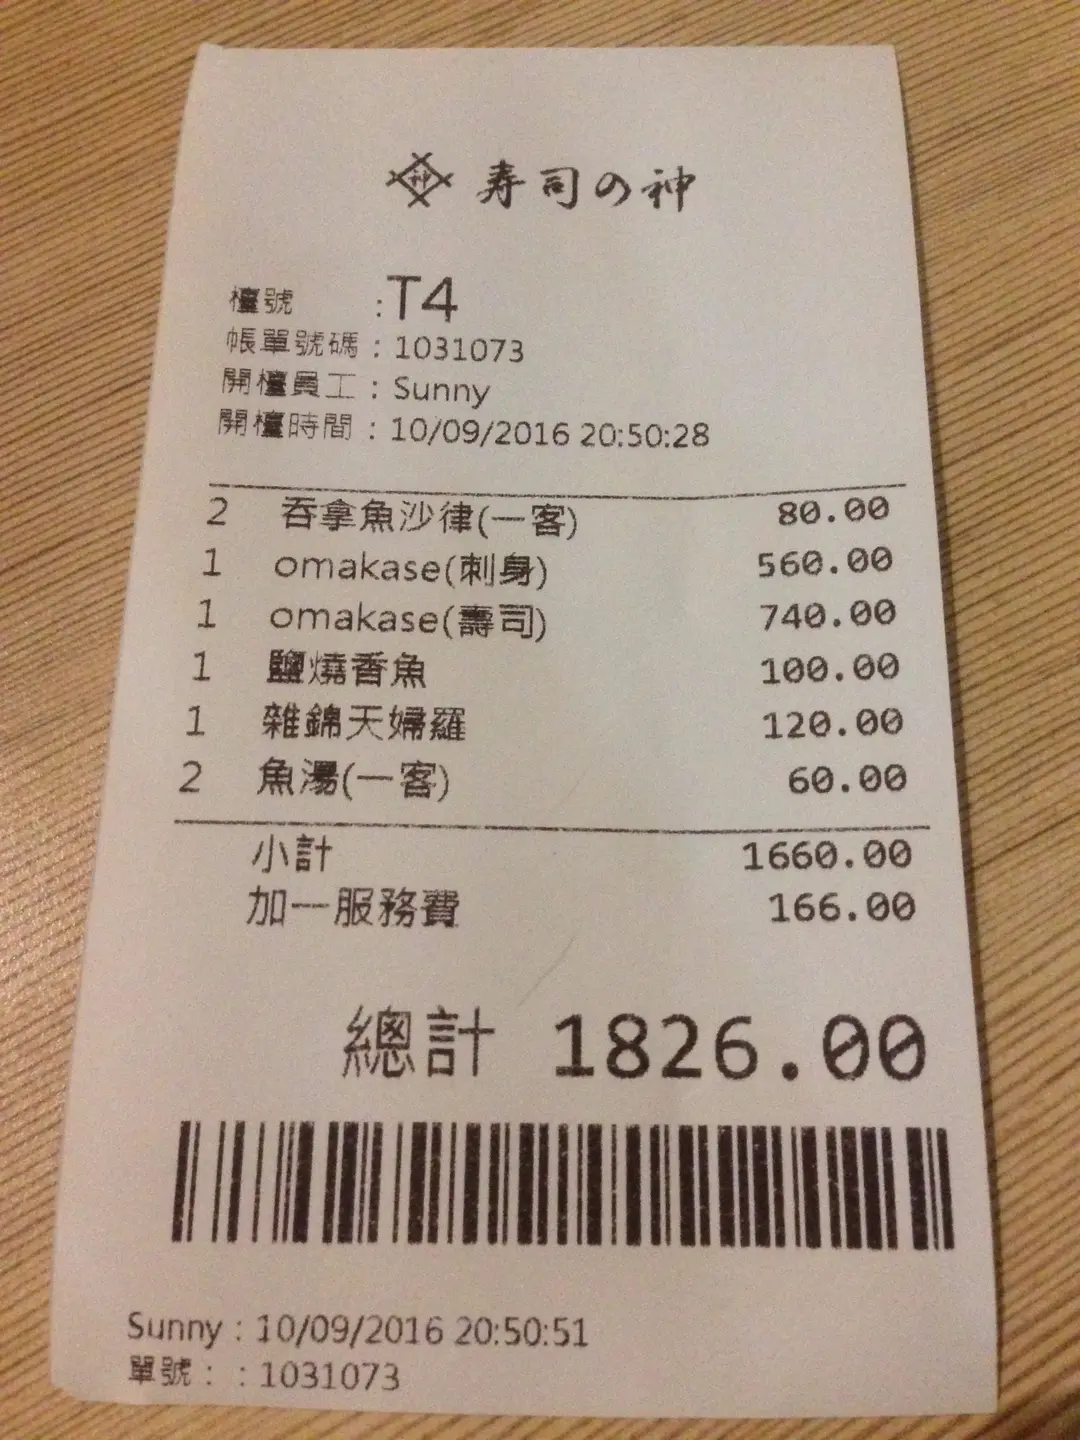 神 寿司の神
檯號 :T4
帳單號碼 : 1031073
開檯員工 : Sunny
開檯時間 : 10/09/2016 20:50:28
2 吞拿魚沙律(一客) 80.00
1 omakase(刺身) 560.00
1 omakase(壽司) 740.00
1 鹽燒香魚 100.00
1 雜錦天婦羅 120.00
2 魚湯(一客) 60.00
小計 1660.00
加一服務費 166.00
總計 1826.00
Sunny : 10/09/2016 20:50:51
單號 : : 1031073